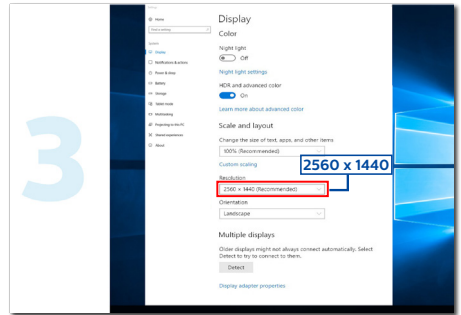 3
Home
Find a setting
System
Display
Notifications & actions
Power & sleep
Battery
Storage
Tablet mode
Multitasking
Projecting to this PC
Shared experiences
About
Display
Color
Night light
Off
Night light settings
HDR and advanced color
On
Learn more about advanced color
Scale and layout
Change the size of text, apps, and other items
100% (Recommended)
Custom scaling
2560 x 1440
Resolution
2560 × 1440 (Recommended)
Orientation
Landscape
Multiple displays
Older displays might not always connect automatically. Select
Detect to try to connect to them.
Detect
Display adapter properties